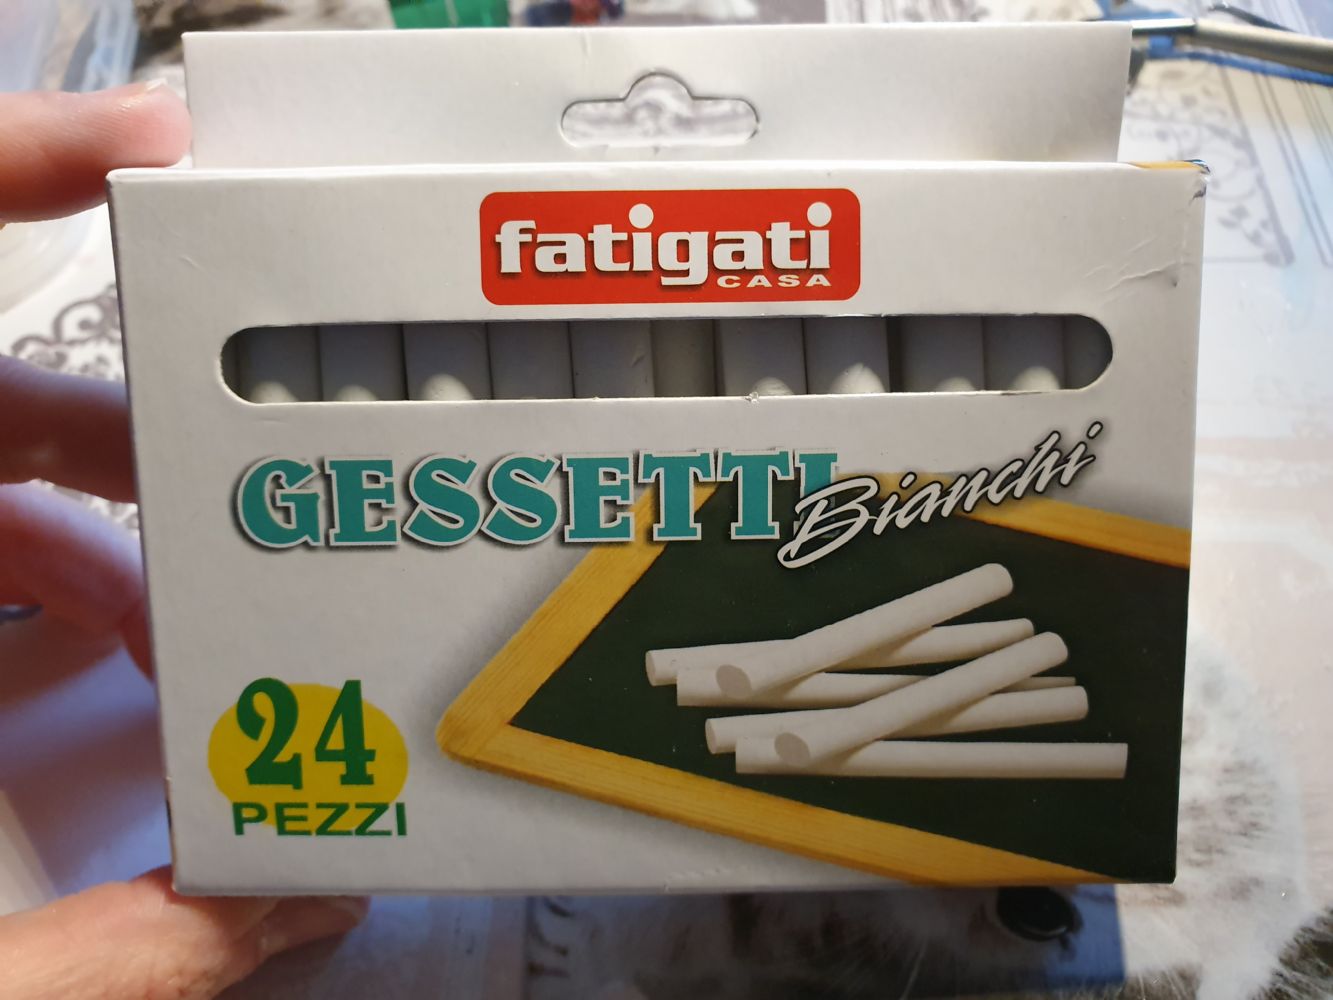 fatigati
CASA
GESSETTI
Bianchi
24
PEZZI